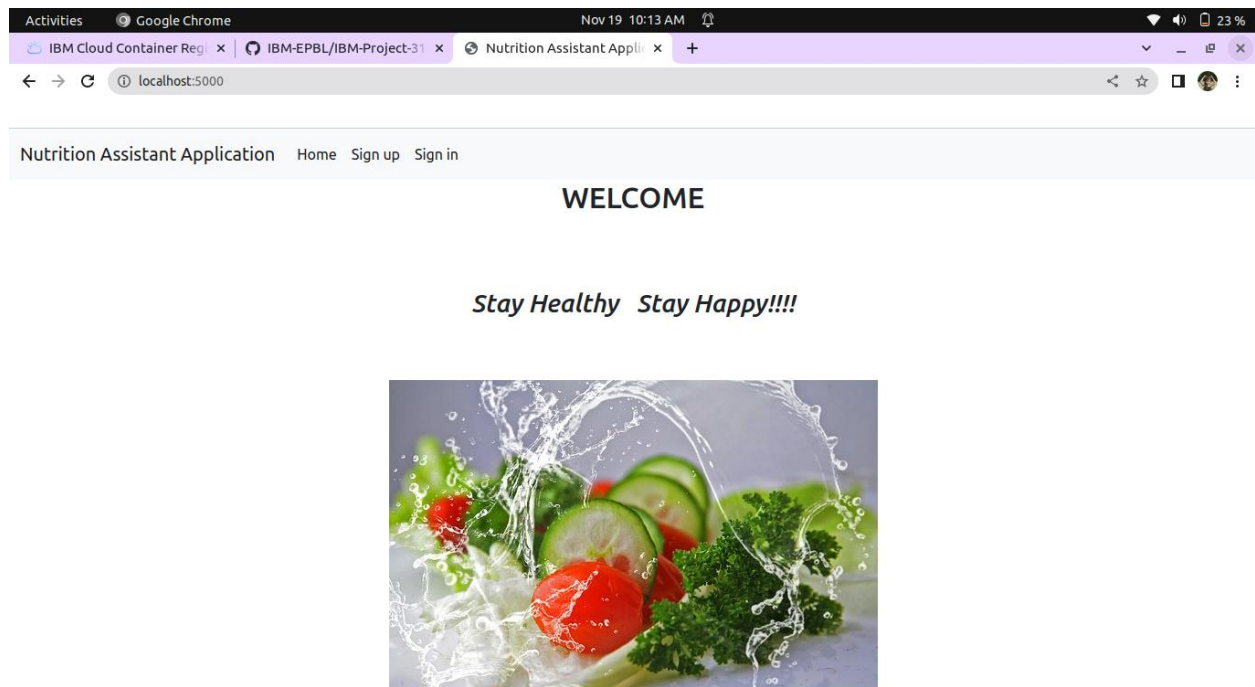 Activities Google Chrome Nov 19 10:13 AM 23 %
IBM Cloud Container Regi IBM-EPBL/IBM-Project-31 Nutrition Assistant Applic
localhost:5000
Nutrition Assistant Application Home Sign up Sign in
WELCOME
Stay Healthy Stay Happy!!!!